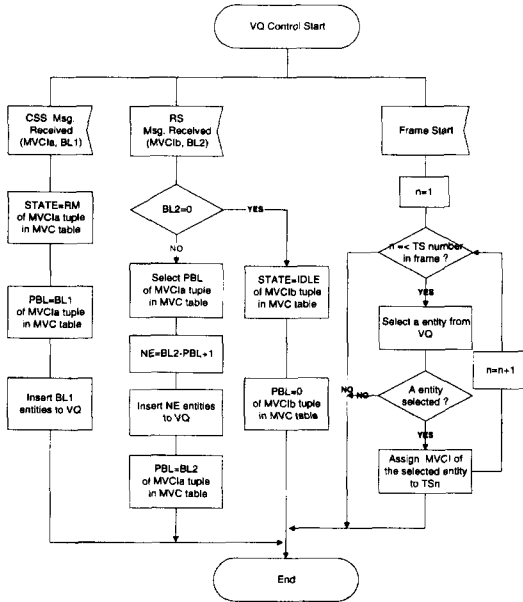 VQ Control Start
CSS Msg.
Received
(MVCIa, BL1)
STATE=RM
of MVCIa tuple
in MVC table
PBL=BL1
of MVCIa tuple
in MVC table
Insert BL1
entities to VQ
RS
Msg. Received
(MVCIb, BL2)
BL2=0
YES
NO
Select PBL
of MVCIa tuple
in MVC table
NE=BL2-PBL+1
Insert NE entities
to VQ
PBL=BL2
of MVCIa tuple
in MVC table
STATE=IDLE
of MVCIb tuple
in MVC table
PBL=0
of MVCIb tuple
in MVC table
Frame Start
n=1
n =< TS number
in frame ?
YES
Select a entity from
VQ
n=n+1
NO
NO
A entity
selected ?
YES
Assign MVCI of
the selected entity
to TSn
End